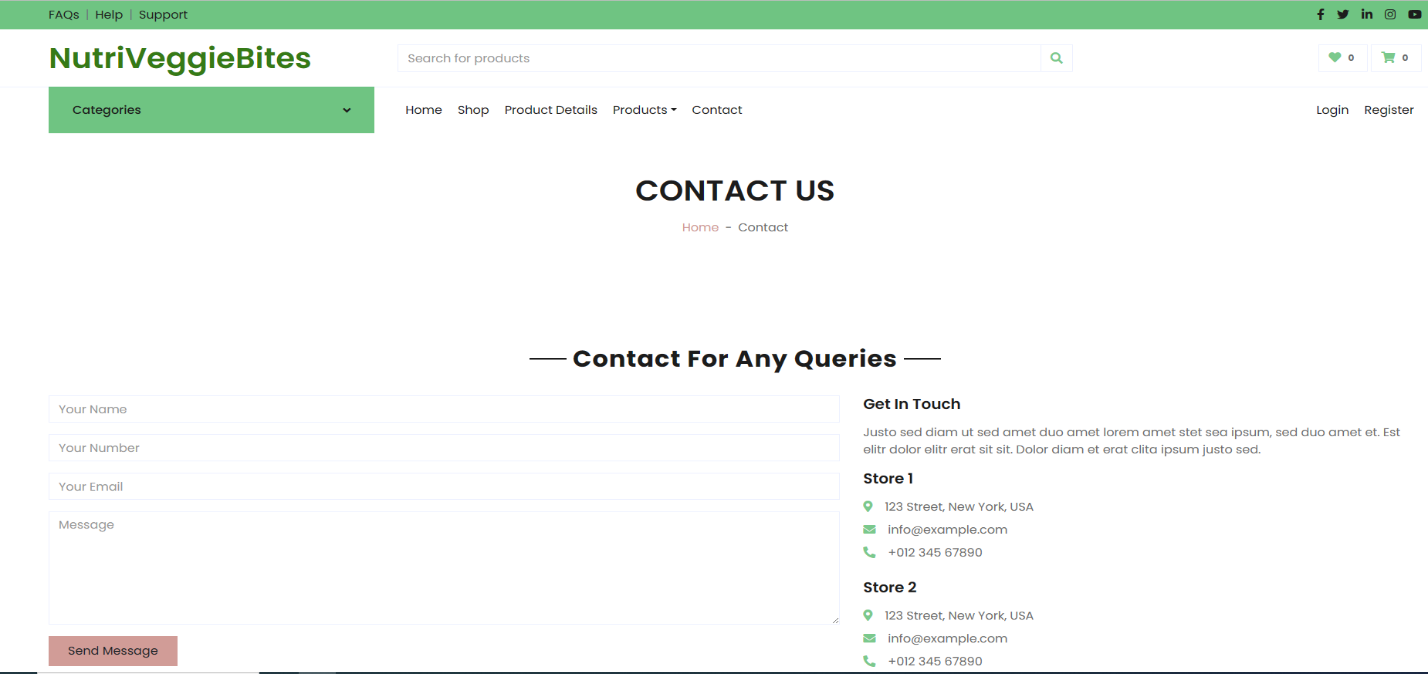 FAQs | Help | Support
NutriVeggieBites
Search for products
0
0
Categories
Home Shop Product Details Products Contact
Login Register
CONTACT US
Home - Contact
Contact For Any Queries
Your Name
Your Number
Your Email
Message
Send Message
Get In Touch
Justo sed diam ut sed amet duo amet lorem amet stet sea ipsum, sed duo amet et. Est
elitr dolor elitr erat sit sit. Dolor diam et erat clita ipsum justo sed.
Store 1
123 Street, New York, USA
info@example.com
+012 345 67890
Store 2
123 Street, New York, USA
info@example.com
+012 345 67890